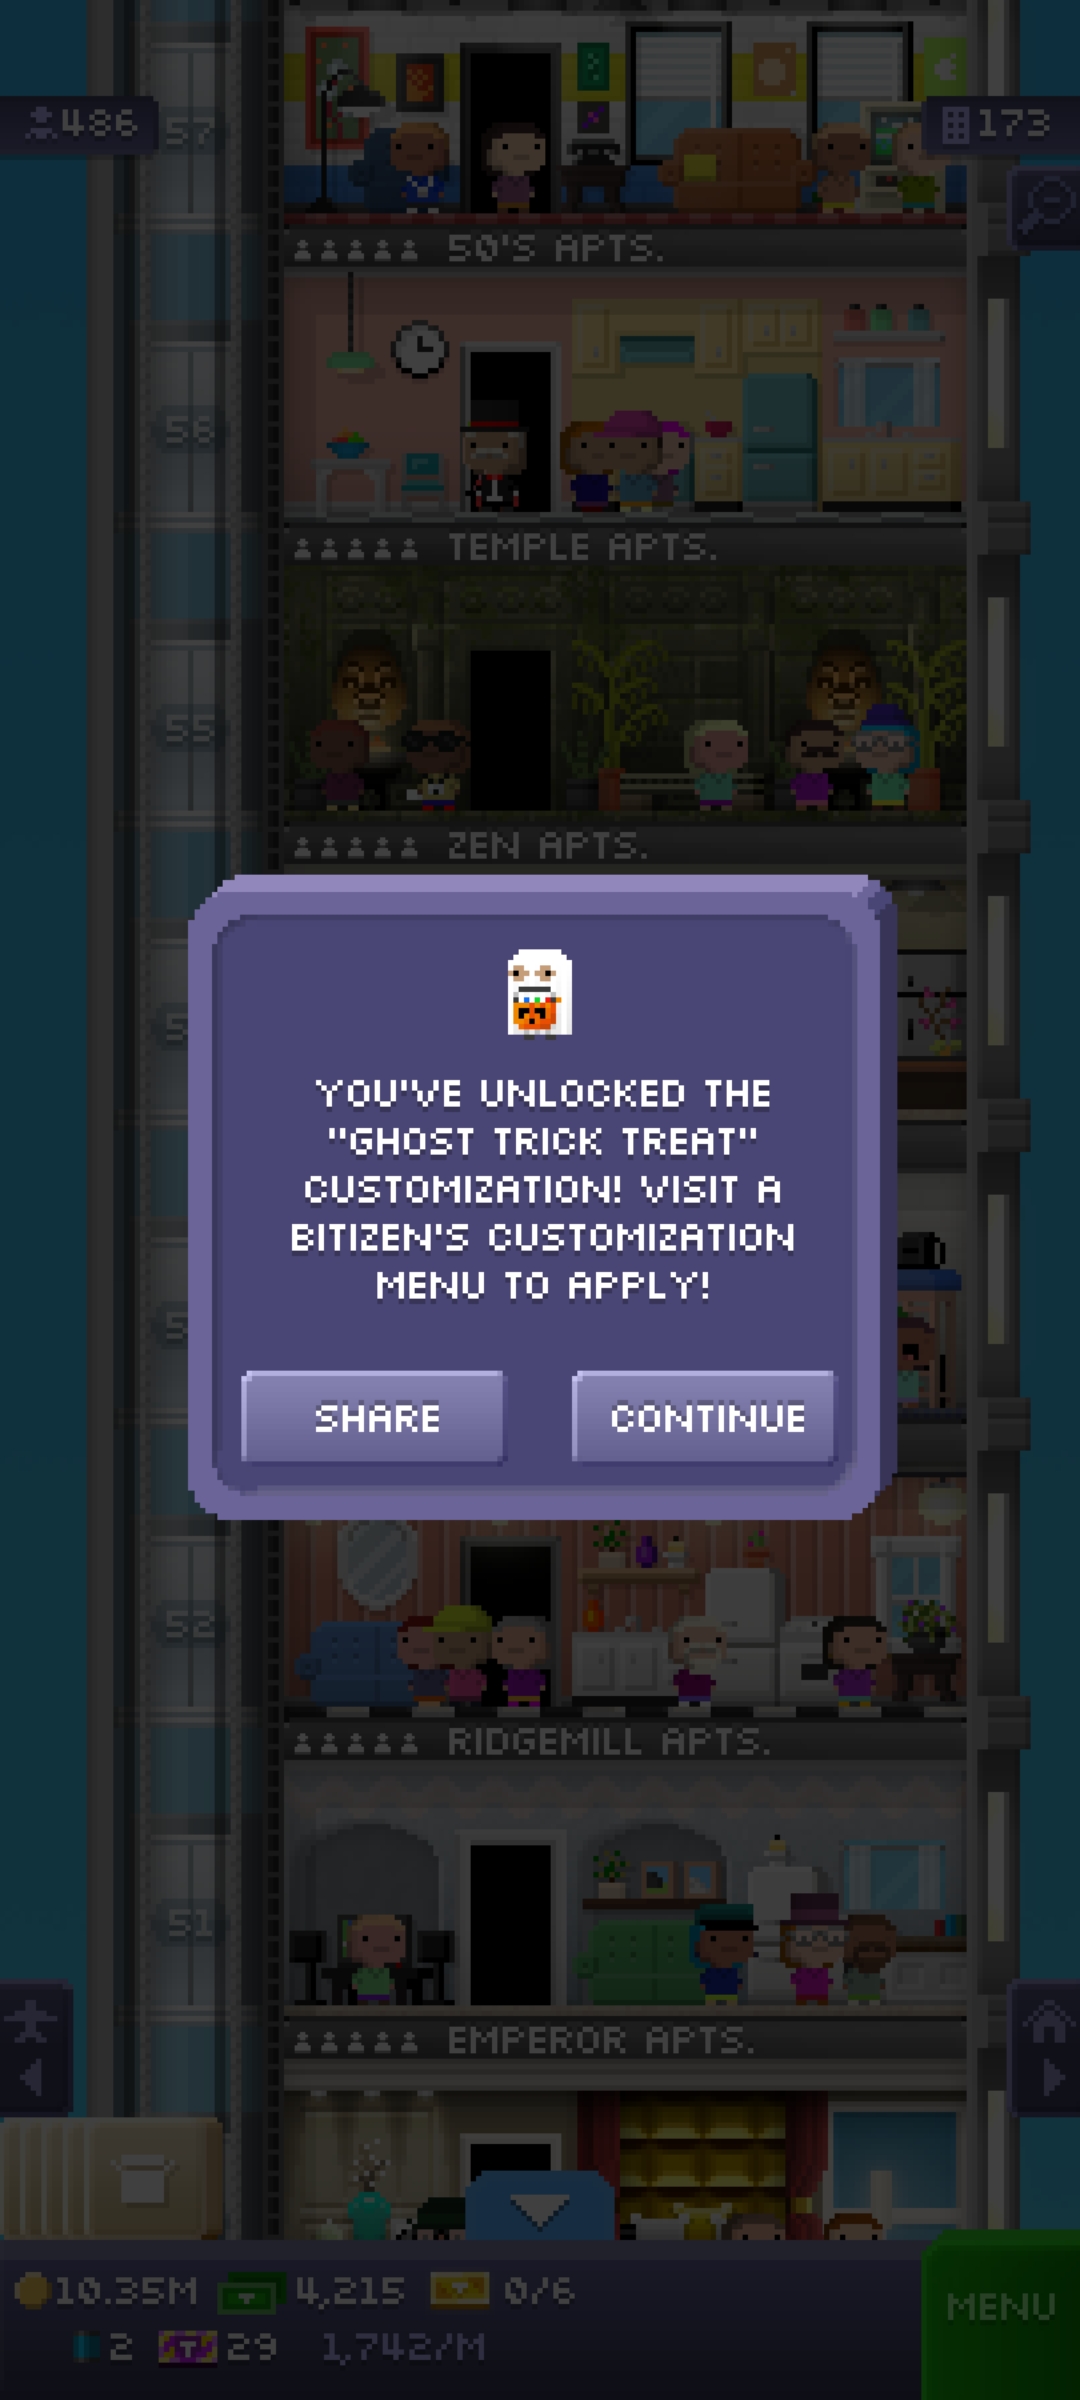 486
57
173
50'S APTS.
58
TEMPLE APTS.
55
ZEN APTS.
YOU'VE UNLOCKED THE
"GHOST TRICK TREAT"
CUSTOMIZATION! VISIT A
BITIZEN'S CUSTOMIZATION
MENU TO APPLY!
SHARE
CONTINUE
52
RIDGEMILL APTS.
51
EMPEROR APTS.
10.35M
4,215
0/6
MENU
2
29
1,742/M